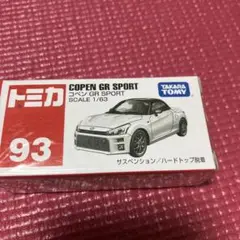 トミカ
93
COPEN GR SPORT
コペン GR SPORT
SCALE 1/63
TAKARA
TOMY
サスペンション／ハードトップ脱着